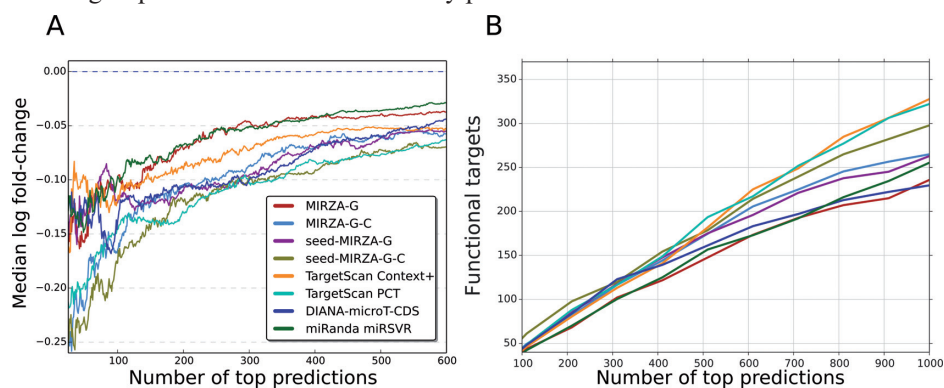 A
B
Median log fold-change
0.00
−0.05
−0.10
−0.15
−0.20
−0.25
100
200
300
400
500
600
Number of top predictions
MIRZA-G
MIRZA-G-C
seed-MIRZA-G
seed-MIRZA-G-C
TargetScan Context+
TargetScan PCT
DIANA-microT-CDS
miRanda miRSVR
Functional targets
350
300
250
200
150
100
50
100
200
300
400
500
600
700
800
900
1000
Number of top predictions